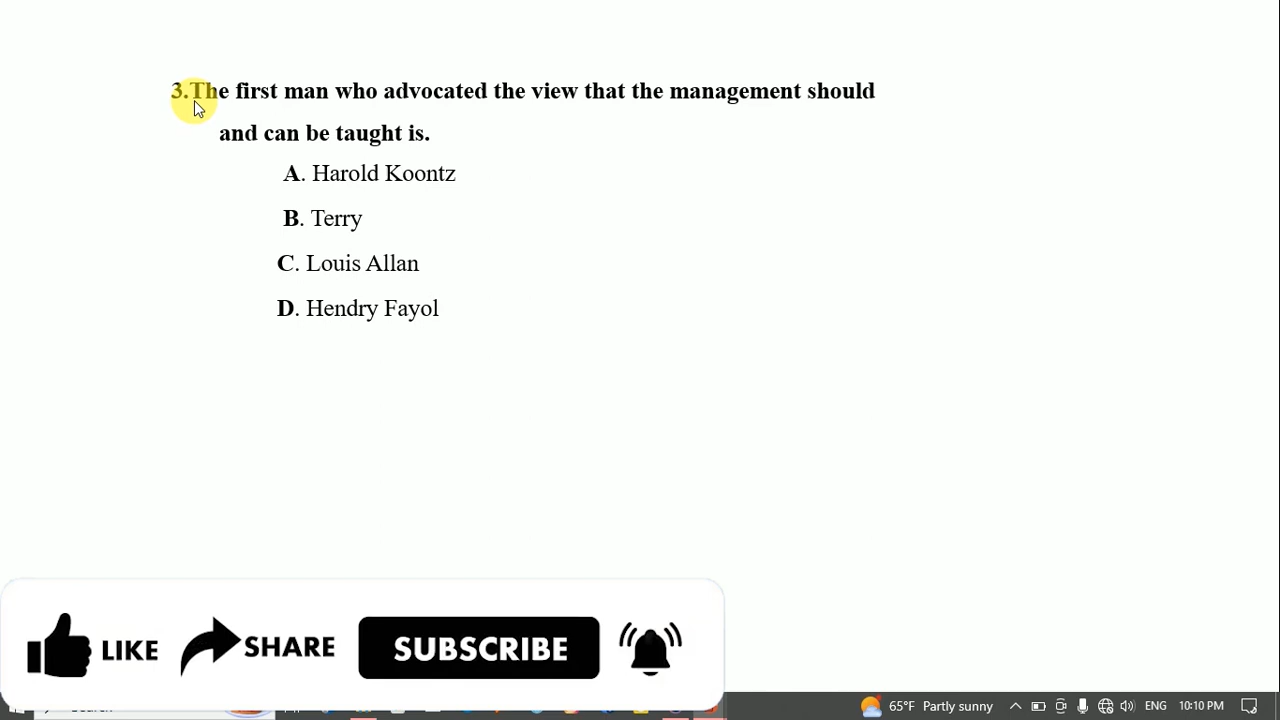 3.The first man who advocated the view that the management should
and can be taught is.
A. Harold Koontz
B. Terry
C. Louis Allan
D. Hendry Fayol
LIKE
SHARE
SUBSCRIBE
65°F Partly sunny
ENG
10:10 PM